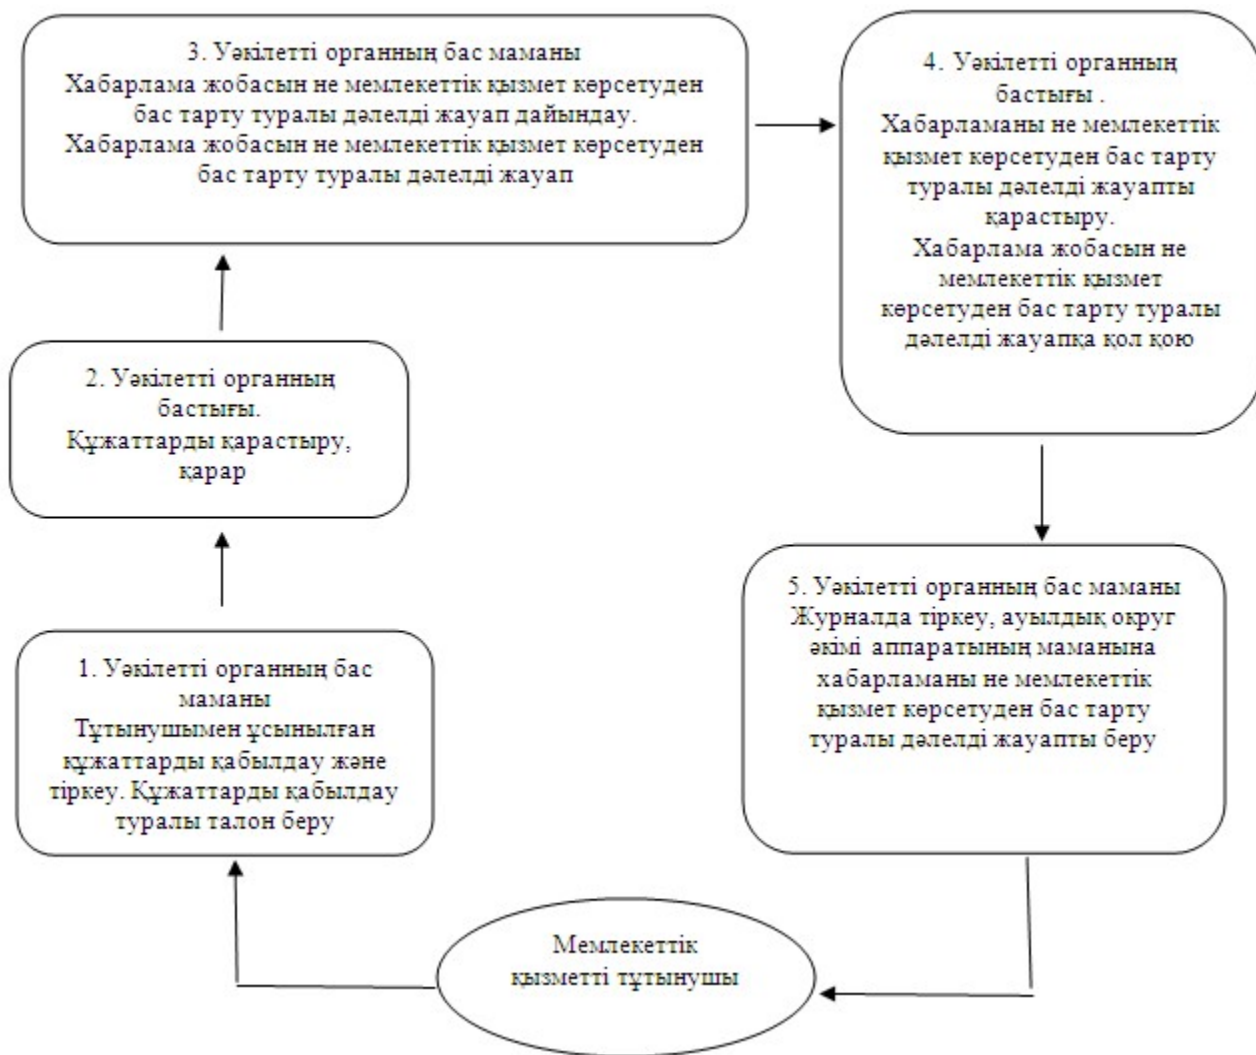 3. Уәкілетті органның бас маманы
Хабарлама жобасын не мемлекеттік қызмет көрсетуден
бас тарту туралы дәлелді жауап дайындау.
Хабарлама жобасын не мемлекеттік қызмет көрсетуден
бас тарту туралы дәлелді жауап
4. Уәкілетті органның
бастығы .
Хабарламаны не мемлекеттік
қызмет көрсетуден бас тарту
туралы дәлелді жауапты
қарастыру.
Хабарлама жобасын не
мемлекеттік қызмет
көрсетуден бас тарту туралы
дәлелді жауапқа қол қою
2. Уәкілетті органның
бастығы.
Құжаттарды қарастыру,
қарар
5. Уәкілетті органның бас маманы
Журналда тіркеу, ауылдық округ
әкімі аппаратының маманына
хабарламаны не мемлекеттік
қызмет көрсетуден бас тарту
туралы дәлелді жауапты беру
1. Уәкілетті органның бас
маманы
Тұтынушымен ұсынылған
құжаттарды қабылдау және
тіркеу. Құжаттарды қабылдау
туралы талон беру
Мемлекеттік
қызметті тұтынушы